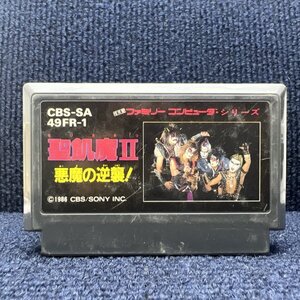 CBS-SA
49FR-1
ファミリー コンピュータ・シリーズ
聖飢魔II
悪魔の逆襲!
©1986 CBS/SONY INC.